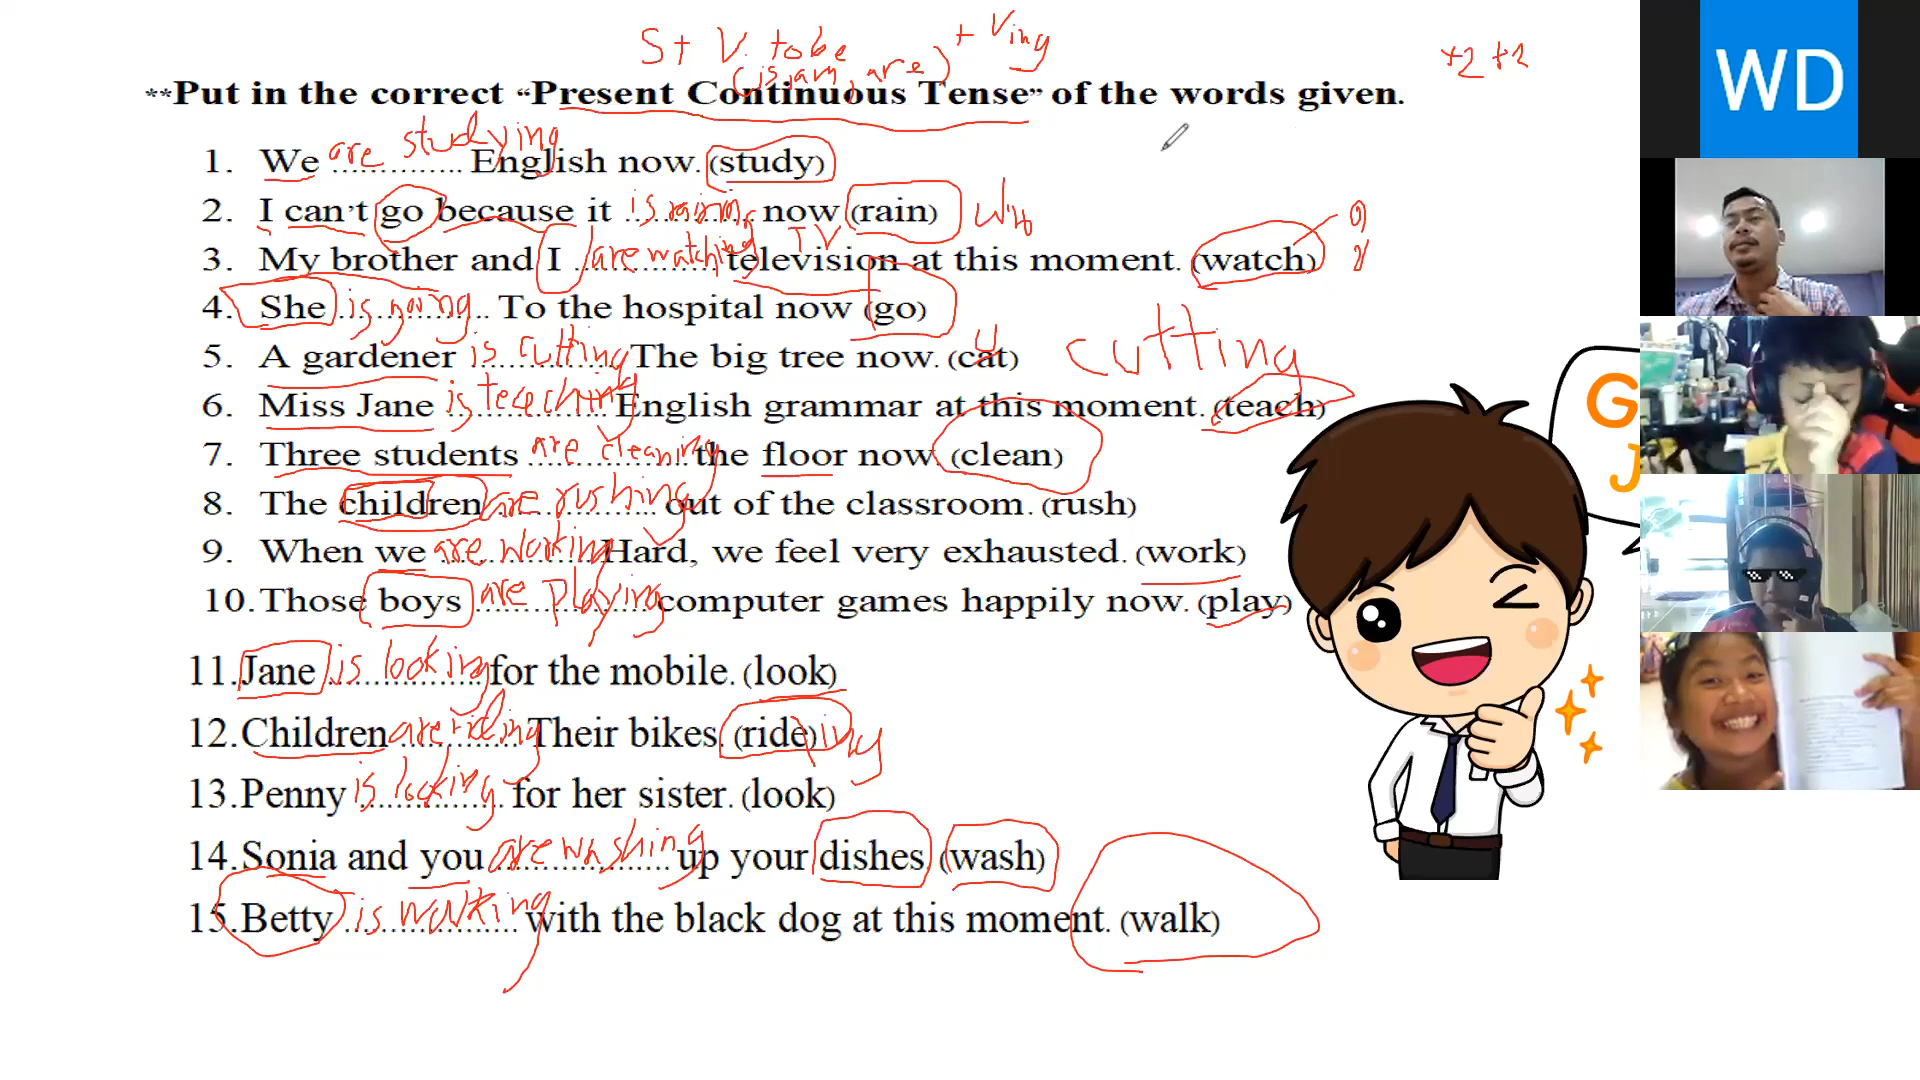 S + V. to be + Ving
(is, am, are)
+2 +2
WD
**Put in the correct “Present Continuous Tense” of the words given.
1. We are studying English now. (study)
2. I can’t go because it is raining now (rain)
3. My brother and I are watching television at this moment. (watch)
TV
4. She is going To the hospital now (go)
5. A gardener is cutting The big tree now. (cat) u cutting
6. Miss Jane is teaching English grammar at this moment. (teach)
7. Three students are cleaning the floor now. (clean)
8. The children are rushing out of the classroom. (rush)
9. When we are working Hard, we feel very exhausted. (work)
10. Those boys are playing computer games happily now. (play)
11. Jane is looking for the mobile. (look)
12. Children are riding Their bikes. (ride) ing
13. Penny is looking for her sister. (look)
14. Sonia and you are washing up your dishes. (wash)
15. Betty is walking with the black dog at this moment. (walk)
G
J